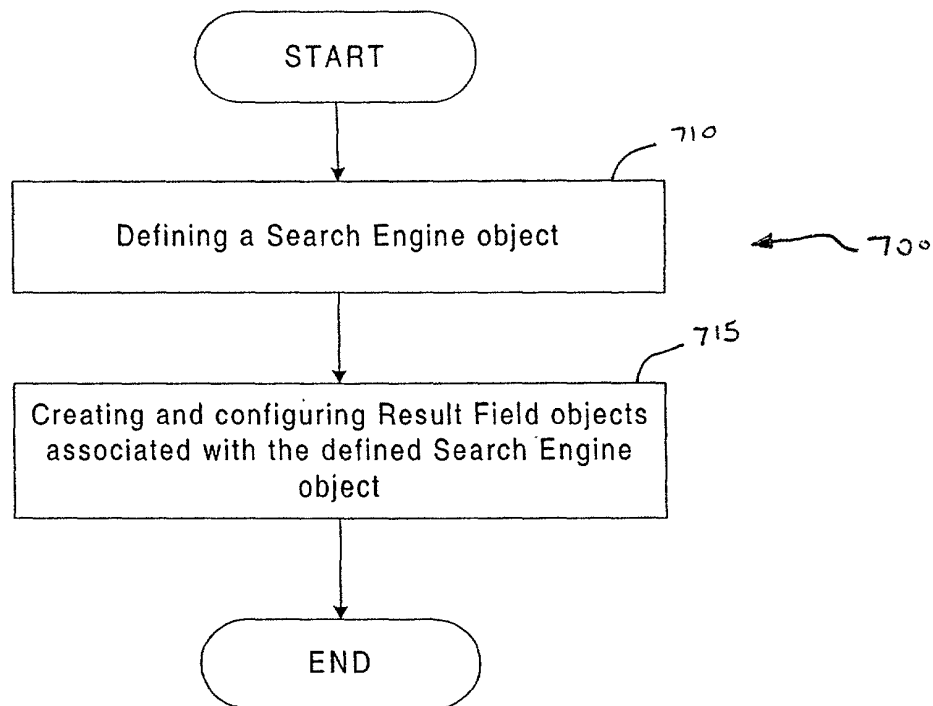 START
710
Defining a Search Engine object
700
715
Creating and configuring Result Field objects
associated with the defined Search Engine
object
END